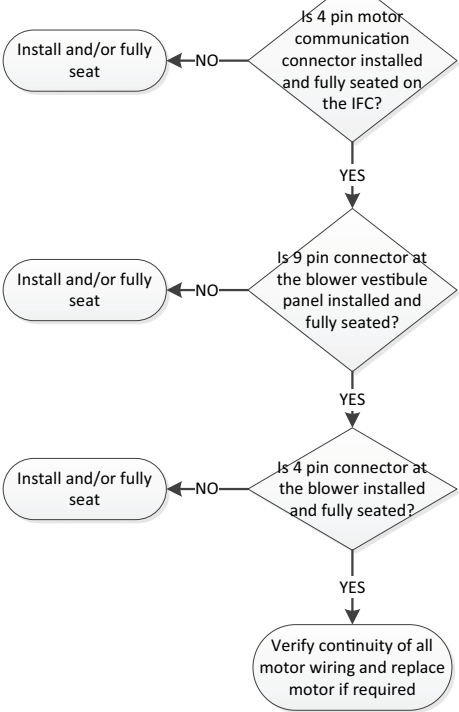 Is 4 pin motor
communication
connector installed
and fully seated on
the IFC?
Install and/or fully
seat
NO
YES
Is 9 pin connector at
the blower vestibule
panel installed and
fully seated?
Install and/or fully
seat
NO
YES
Is 4 pin connector at
the blower installed
and fully seated?
Install and/or fully
seat
NO
YES
Verify continuity of all
motor wiring and replace
motor if required